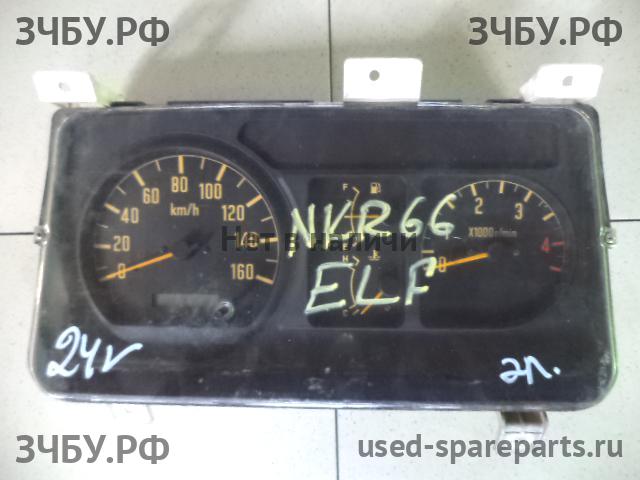 ЗЧБУ.РФ ЗЧБУ.РФ
0 20 40 60 80 100 120 140 160
km/h
F
H
C
0 2 3 4
X1000r/min
NKR66
ELF
Нет в наличии
24v
эл.
ЗЧБУ.РФ used-spareparts.ru